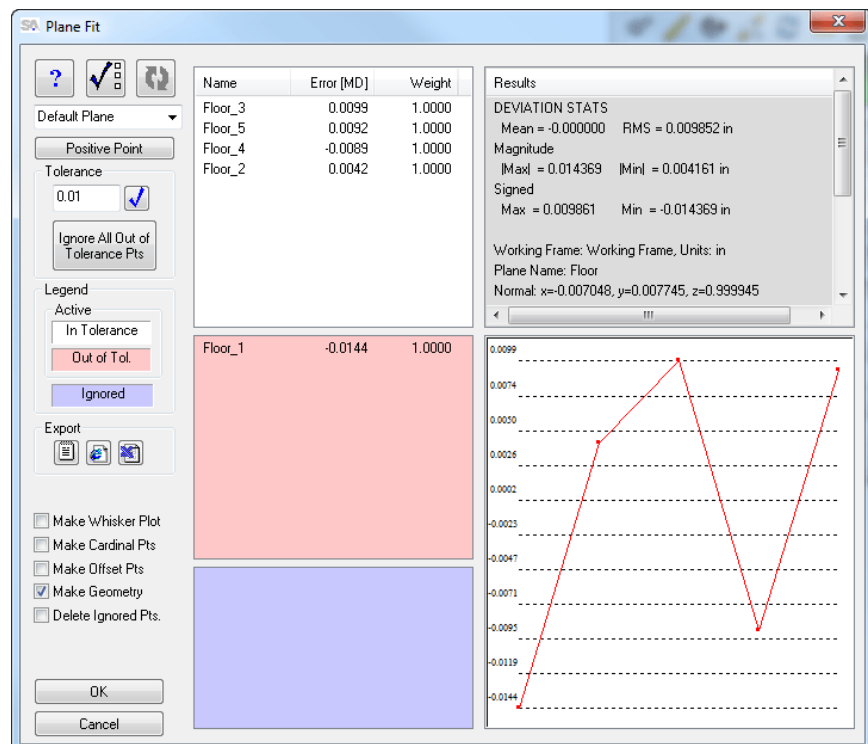 SA Plane Fit
?
Default Plane
Positive Point
Tolerance
0.01
Ignore All Out of
Tolerance Pts
Legend
Active
In Tolerance
Out of Tol.
Ignored
Export
Make Whisker Plot
Make Cardinal Pts
Make Offset Pts
Make Geometry
Delete Ignored Pts.
OK
Cancel
Name Error [MD] Weight
Floor_3 0.0099 1.0000
Floor_5 0.0092 1.0000
Floor_4 -0.0089 1.0000
Floor_2 0.0042 1.0000
Floor_1 -0.0144 1.0000
Results
DEVIATION STATS
Mean = -0.000000 RMS = 0.009852 in
Magnitude
|Max| = 0.014369 |Min| = 0.004161 in
Signed
Max = 0.009861 Min = -0.014369 in
Working Frame: Working Frame, Units: in
Plane Name: Floor
Normal: x=-0.007048, y=0.007745, z=0.999945
0.0099
0.0074
0.0050
0.0026
0.0002
-0.0023
-0.0047
-0.0071
-0.0095
-0.0119
-0.0144